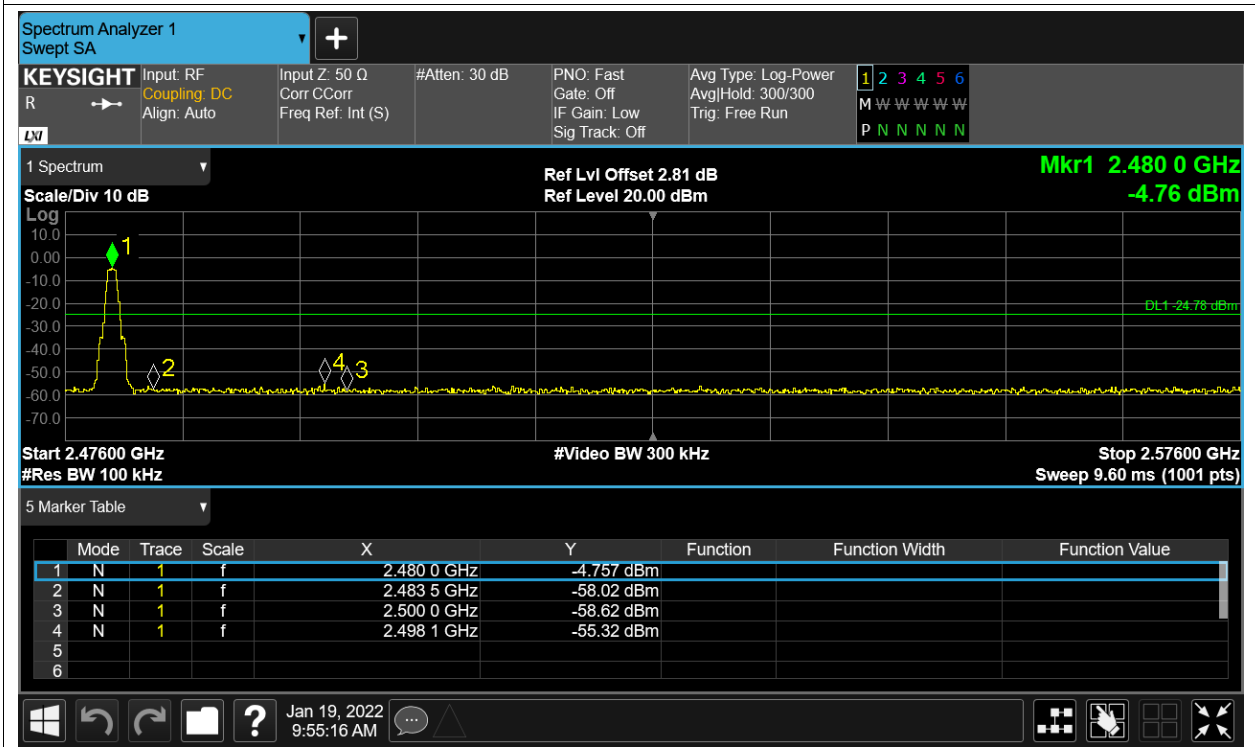 Spectrum Analyzer 1
Swept SA
KEYSIGHT
R
LXI
Input: RF
Coupling: DC
Align: Auto
Input Z: 50 Ω
Corr CCorr
Freq Ref: Int (S)
#Atten: 30 dB
PNO: Fast
Gate: Off
IF Gain: Low
Sig Track: Off
Avg Type: Log-Power
Avg|Hold: 300/300
Trig: Free Run
1 2 3 4 5 6
M W W W W W
P N N N N N
1 Spectrum
Scale/Div 10 dB
Ref Lvl Offset 2.81 dB
Ref Level 20.00 dBm
Mkr1 2.480 0 GHz
-4.76 dBm
Log
10.0
0.00
-10.0
-20.0
-30.0
-40.0
-50.0
-60.0
-70.0
1
2
4
3
DL1 -24.78 dBm
Start 2.47600 GHz
#Res BW 100 kHz
#Video BW 300 kHz
Stop 2.57600 GHz
Sweep 9.60 ms (1001 pts)
5 Marker Table
Mode Trace Scale X Y Function Function Width Function Value
1 N 1 f 2.480 0 GHz -4.757 dBm
2 N 1 f 2.483 5 GHz -58.02 dBm
3 N 1 f 2.500 0 GHz -58.62 dBm
4 N 1 f 2.498 1 GHz -55.32 dBm
5
6
?
Jan 19, 2022
9:55:16 AM